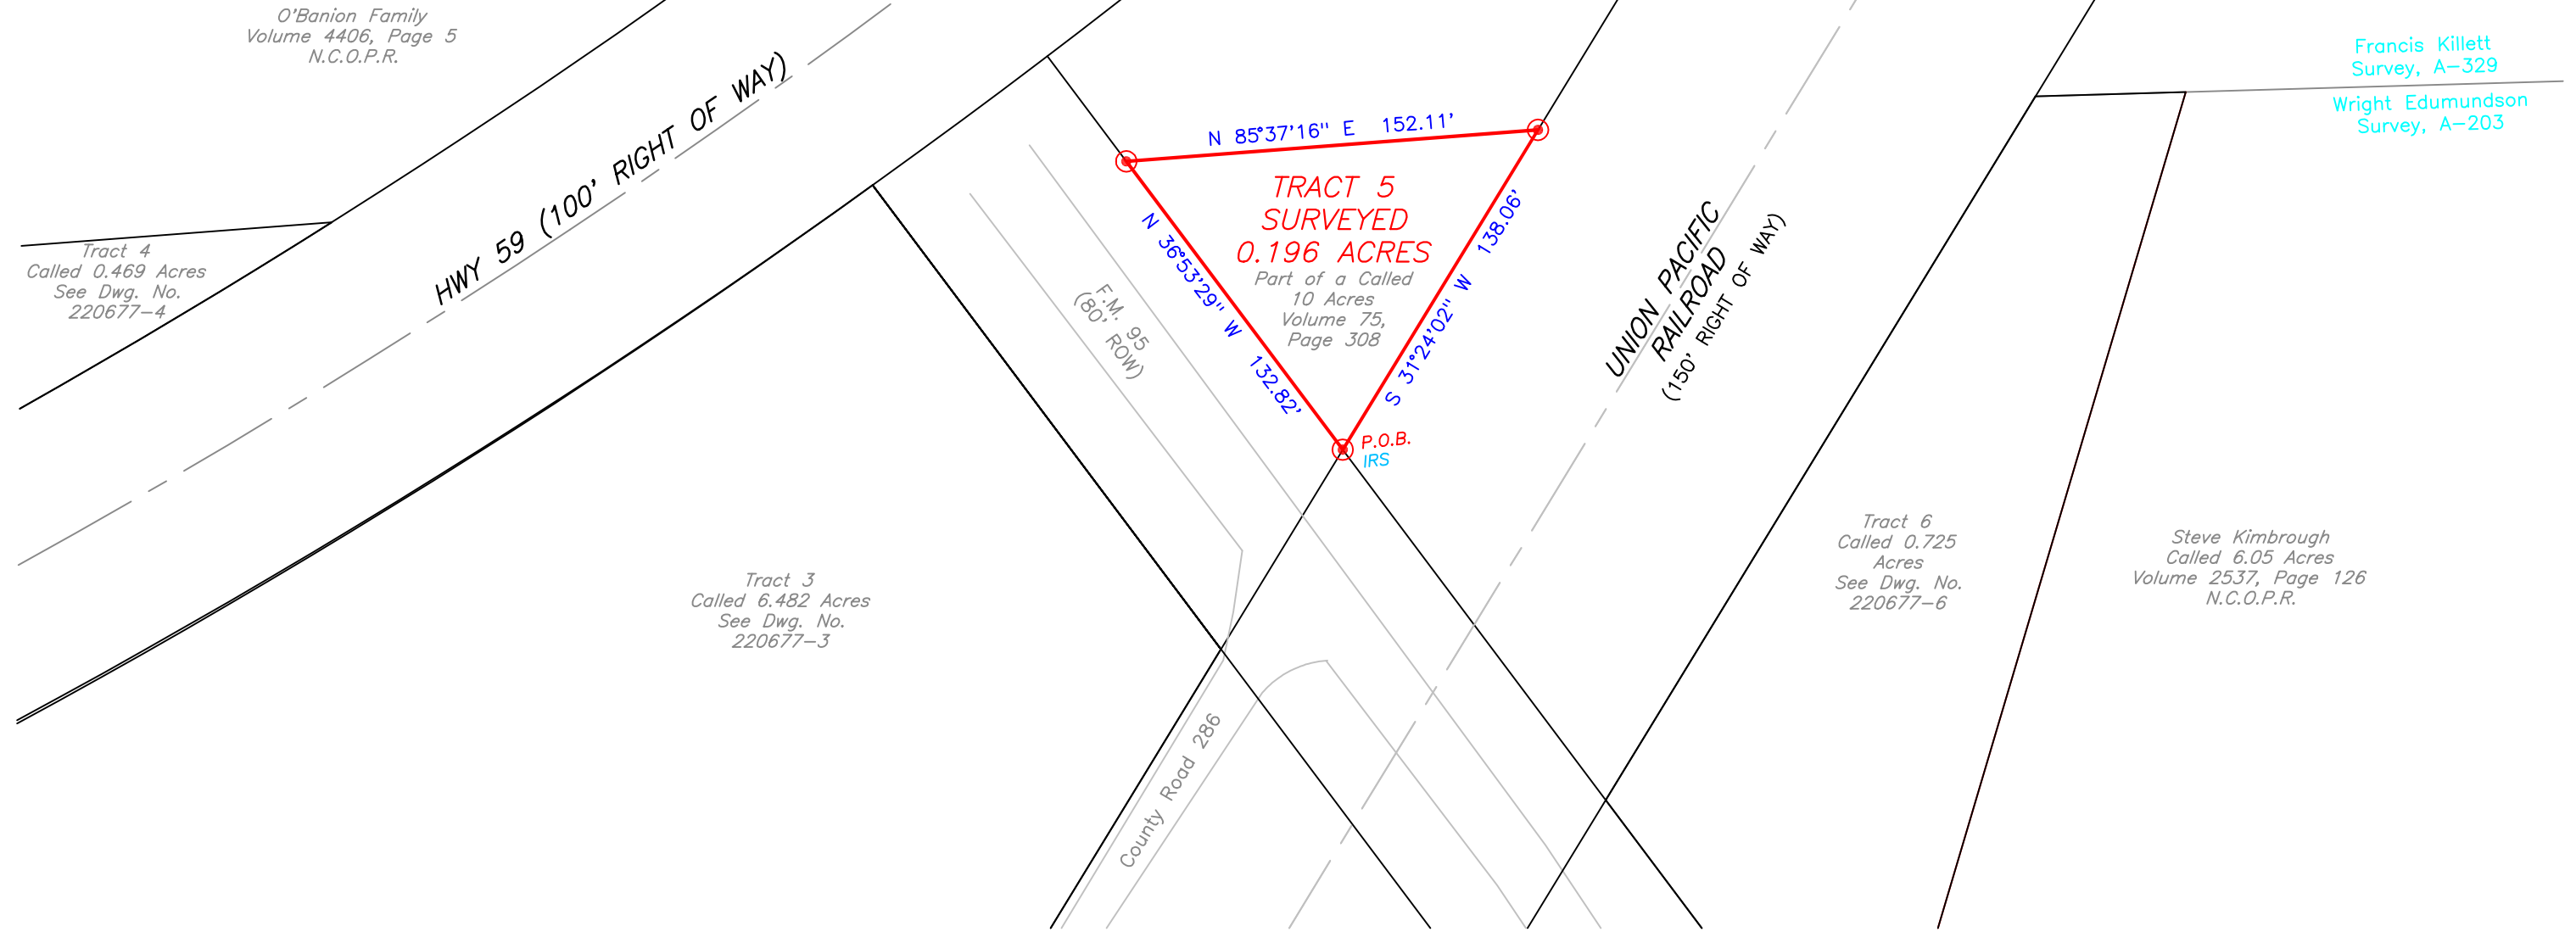 O'Banion Family
Volume 4406, Page 5
N.C.O.P.R.
Francis Killett
Survey, A-329
Wright Edumundson
Survey, A-203
HWY 59 (100' RIGHT OF WAY)
N 85°37'16" E 152.11'
TRACT 5
SURVEYED
0.196 ACRES
Part of a Called
10 Acres
Volume 75,
Page 308
N 36°53'29" W 132.82'
S 31°24'02" W 138.06'
P.O.B.
IRS
UNION PACIFIC
RAILROAD
(150' RIGHT OF WAY)
Tract 4
Called 0.469 Acres
See Dwg. No.
220677-4
F.M. 95
(80' ROW)
Tract 3
Called 6.482 Acres
See Dwg. No.
220677-3
Tract 6
Called 0.725
Acres
See Dwg. No.
220677-6
Steve Kimbrough
Called 6.05 Acres
Volume 2537, Page 126
N.C.O.P.R.
County Road 286